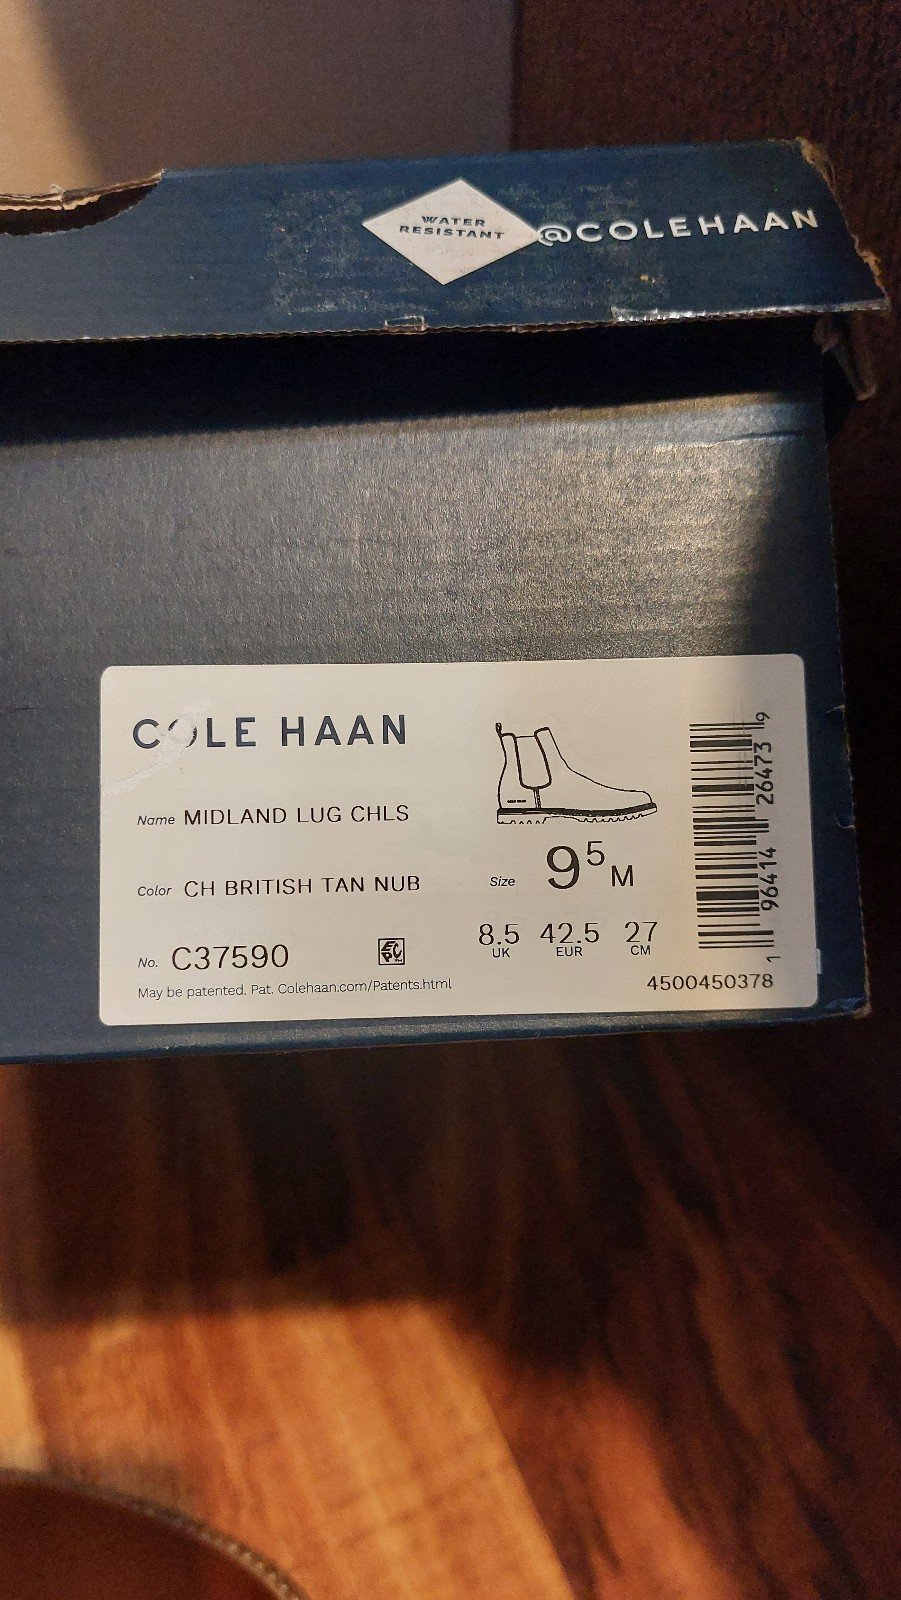 WATER
RESISTANT
@COLEHAAN
COLE HAAN
Name MIDLAND LUG CHLS
Color CH BRITISH TAN NUB
Size 9 5 M
8.5 UK 42.5 EUR 27 CM
No. C37590
EPC
May be patented. Pat. Colehaan.com/Patents.html
1 96414 26473 9
4500450378